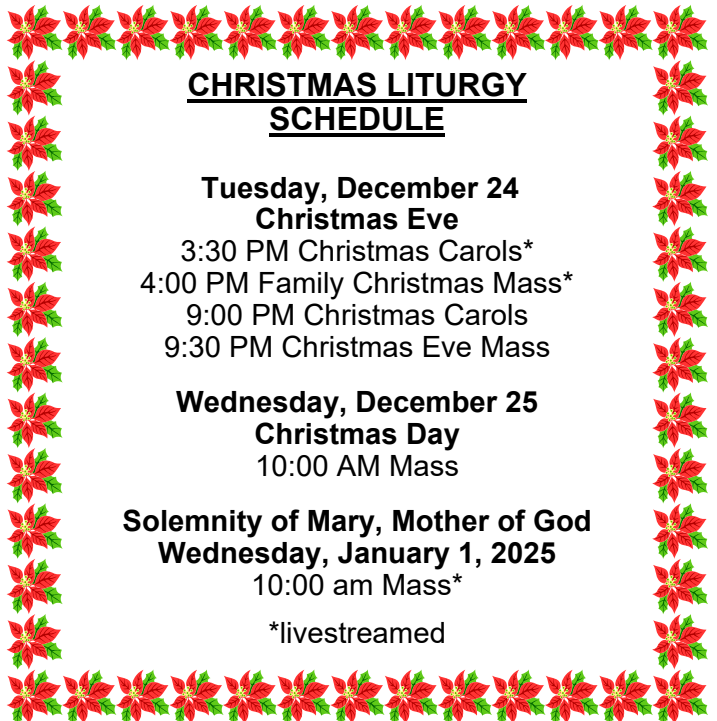 CHRISTMAS LITURGY
SCHEDULE
Tuesday, December 24
Christmas Eve
3:30 PM Christmas Carols*
4:00 PM Family Christmas Mass*
9:00 PM Christmas Carols
9:30 PM Christmas Eve Mass
Wednesday, December 25
Christmas Day
10:00 AM Mass
Solemnity of Mary, Mother of God
Wednesday, January 1, 2025
10:00 am Mass*
*livestreamed